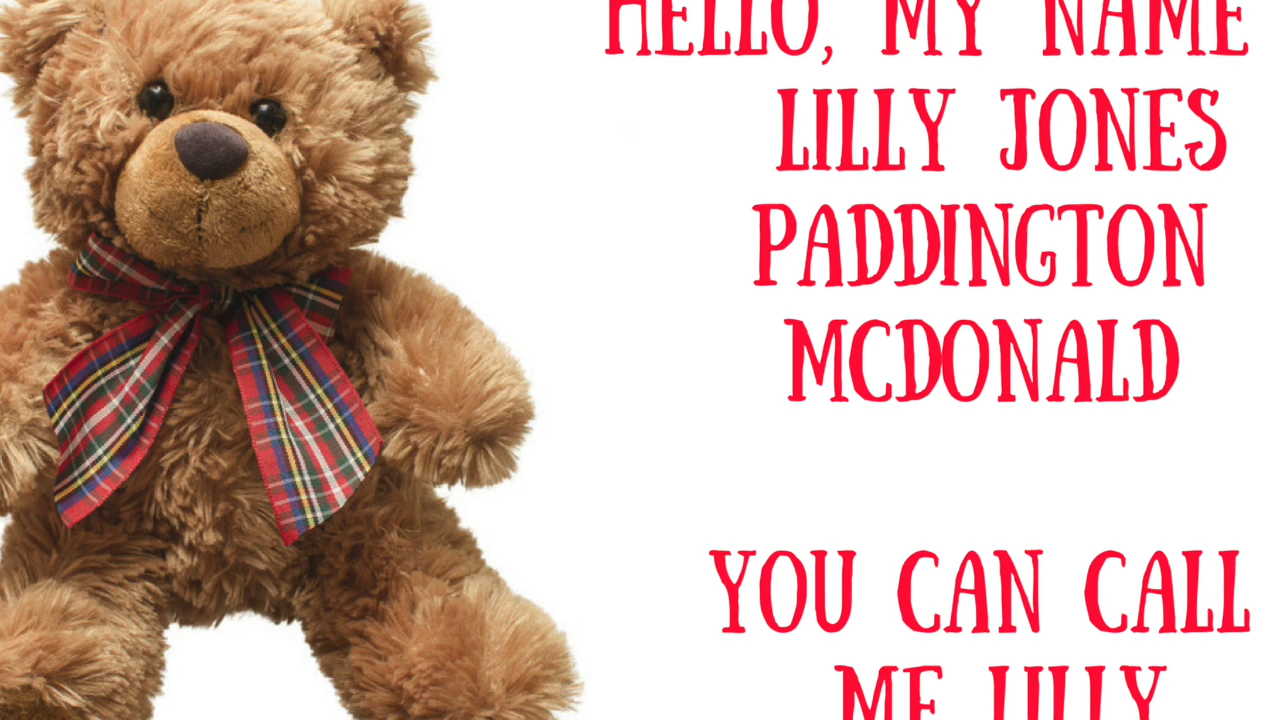 HELLO, MY NAME
LILLY JONES
PADDINGTON
MCDONALD
YOU CAN CALL
ME LILLY